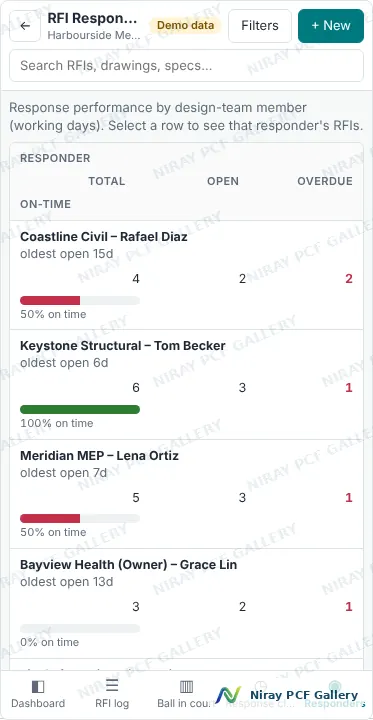 ←
RFI Respon...
Harbourside Me...
Demo data
Filters
+ New
Search RFIs, drawings, specs...
Response performance by design-team member
(working days). Select a row to see that responder's RFIs.
RESPONDER
TOTAL OPEN OVERDUE
ON-TIME
Coastline Civil – Rafael Diaz
oldest open 15d
4 2 2
50% on time
Keystone Structural – Tom Becker
oldest open 6d
6 3 1
100% on time
Meridian MEP – Lena Ortiz
oldest open 7d
5 3 1
50% on time
Bayview Health (Owner) – Grace Lin
oldest open 13d
3 2 1
0% on time
Dashboard
RFI log
Ball in cour
Responders
Niray PCF Gallery
NIRAY PCF GALLERY